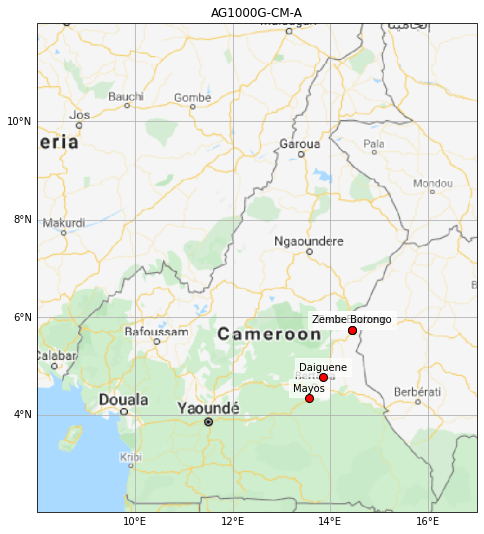 AG1000G-CM-A
Bauchi
Gombe
Jos
10°N
eria
Garoua
Pala
Mondou
8°N
Makurdi
Ngaoundere
6°N
Zembe Borongo
Bafoussam
Cameroon
Calabar
Daiguene
Mayos
Douala
Yaoundé
Berbérati
4°N
Kribi
10°E
12°E
14°E
16°E